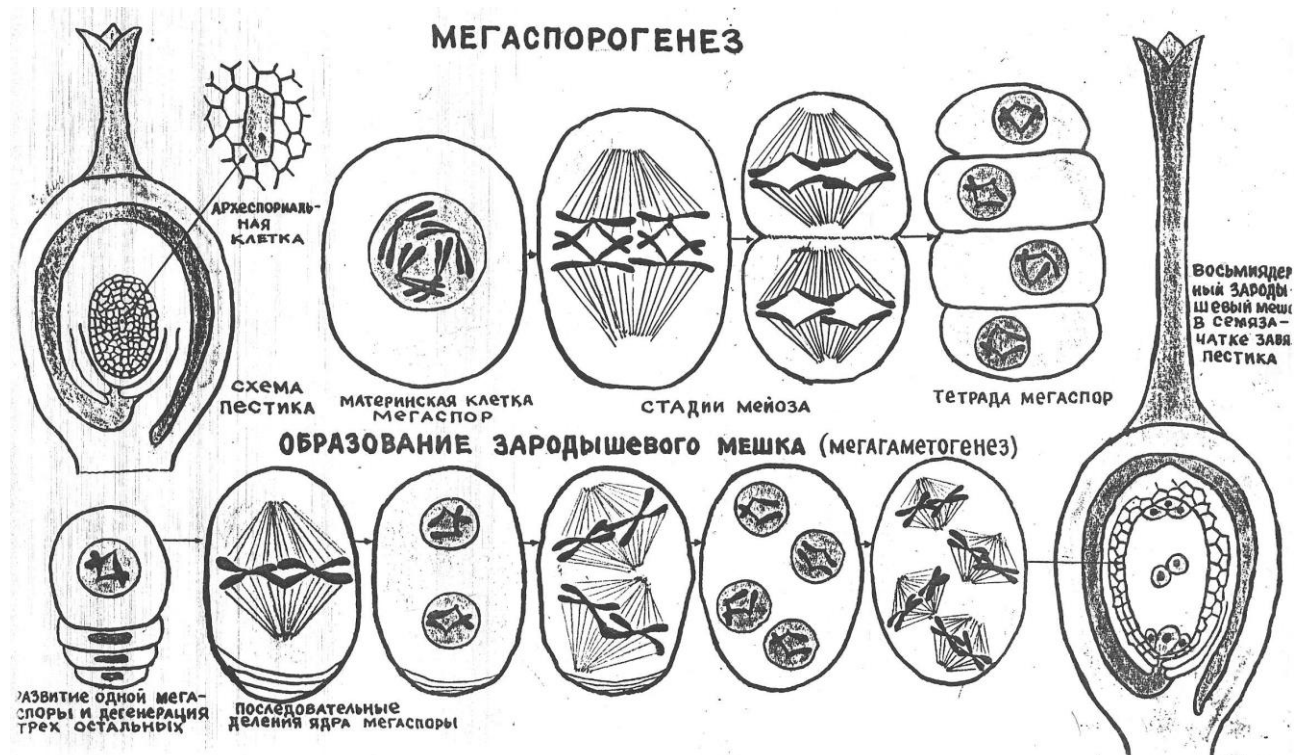 МЕГАСПОРОГЕНЕЗ
АРХЕСПОРИАЛЬ-
НАЯ
КЛЕТКА
СХЕМА
ПЕСТИКА
МАТЕРИНСКАЯ КЛЕТКА
МЕГАСПОР
СТАДИИ МЕЙОЗА
ТЕТРАДА МЕГАСПОР
ВОСЬМИЯДЕР
НЫЙ ЗАРОДЫ-
ШЕВЫЙ МЕШ
В СЕМЯЗА-
ЧАТКЕ ЗАВЯ
ПЕСТИКА
ОБРАЗОВАНИЕ ЗАРОДЫШЕВОГО МЕШКА (МЕГАГАМЕТОГЕНЕЗ)
РАЗВИТИЕ ОДНОЙ МЕГА-
СПОРЫ И ДЕГЕНЕРАЦИЯ
ТРЕХ ОСТАЛЬНЫХ
ПОСЛЕДОВАТЕЛЬНЫЕ
ДЕЛЕНИЯ ЯДРА МЕГАСПОРЫ